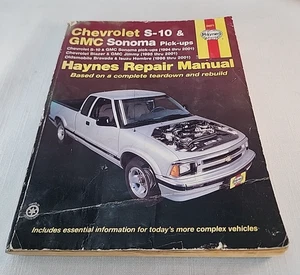 Chevrolet S-10 &
GMC Sonoma Pick-ups
Chevrolet S-10 & GMC Sonoma pick-ups (1994 thru 2001)
Chevrolet Blazer & GMC Jimmy (1995 thru 2001)
Oldsmobile Bravada & Isuzu Hombre (1996 thru 2001)
Haynes
Haynes Repair Manual
Based on a complete teardown and rebuild
Includes essential information for today's more complex vehicles